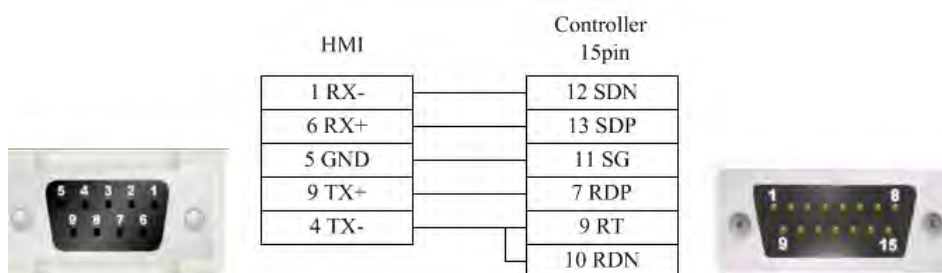 HMI
Controller
15pin
1 RX- 12 SDN
6 RX+ 13 SDP
5 GND 11 SG
9 TX+ 7 RDP
4 TX- 9 RT
10 RDN
5 4 3 2 1
9 8 7 6
1 8
9 15